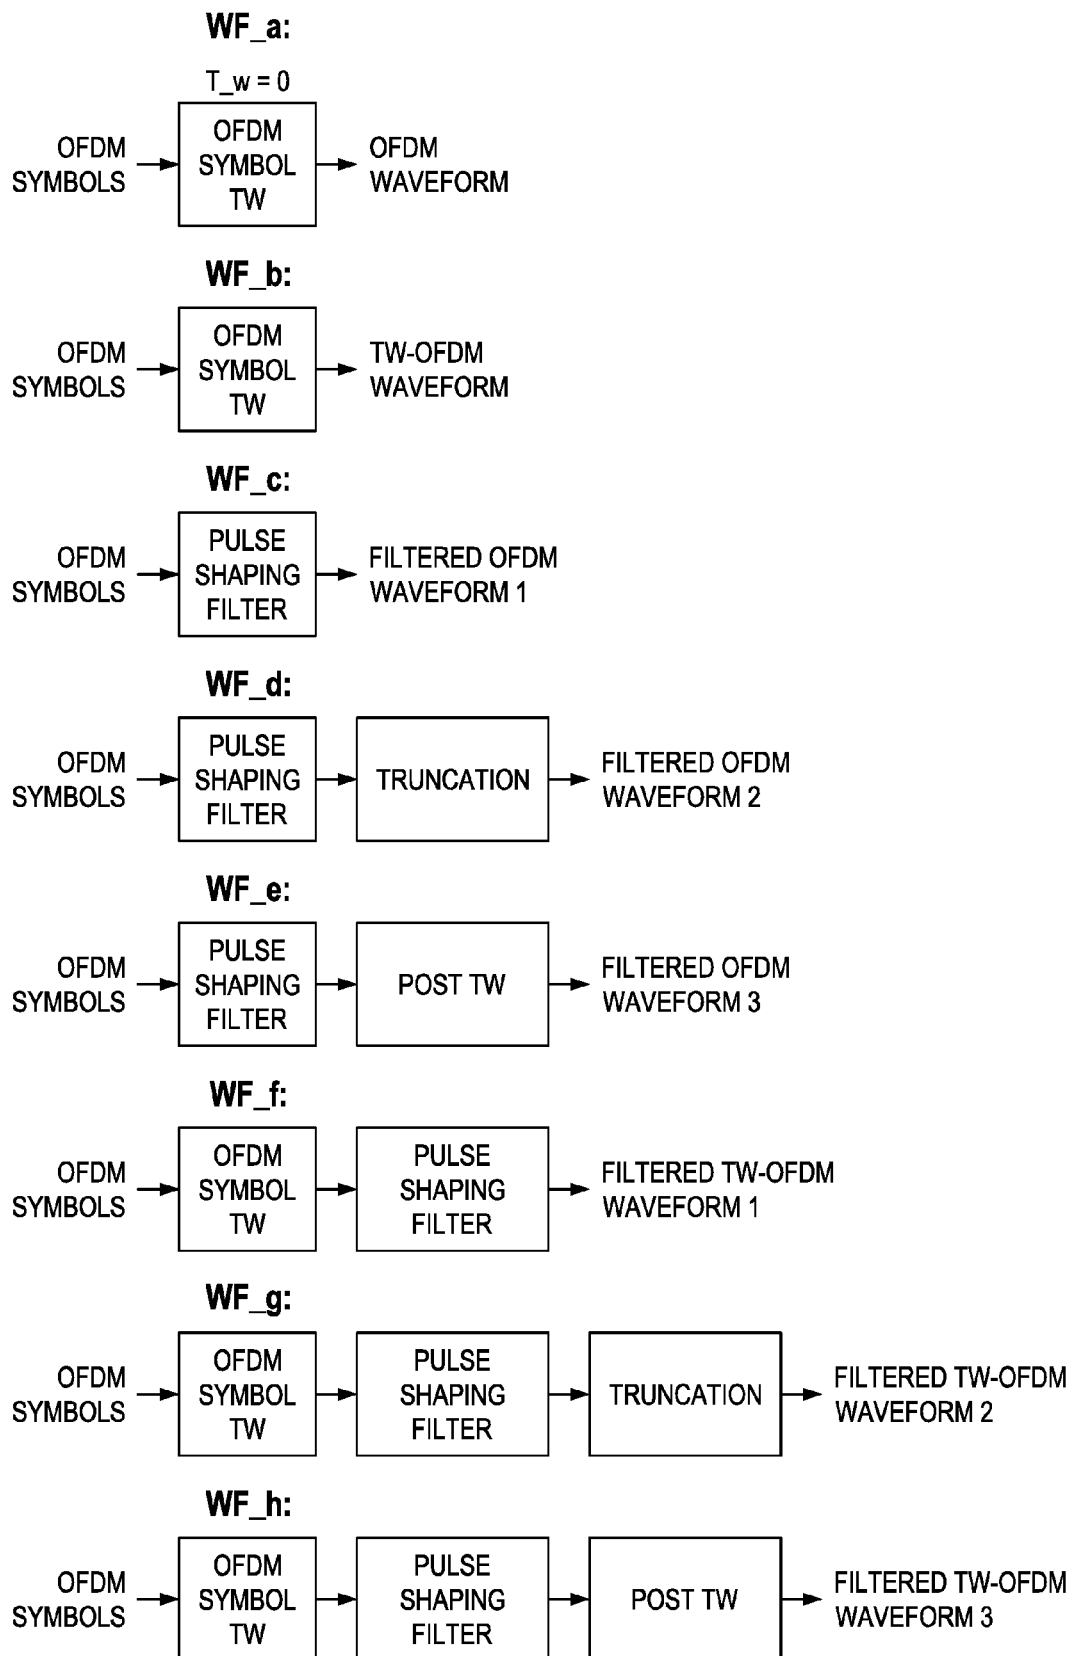 WF_a:
T_w = 0
OFDM
SYMBOLS
OFDM
SYMBOL
TW
OFDM
WAVEFORM
WF_b:
OFDM
SYMBOLS
OFDM
SYMBOL
TW
TW-OFDM
WAVEFORM
WF_c:
OFDM
SYMBOLS
PULSE
SHAPING
FILTER
FILTERED OFDM
WAVEFORM 1
WF_d:
OFDM
SYMBOLS
PULSE
SHAPING
FILTER
TRUNCATION
FILTERED OFDM
WAVEFORM 2
WF_e:
OFDM
SYMBOLS
PULSE
SHAPING
FILTER
POST TW
FILTERED OFDM
WAVEFORM 3
WF_f:
OFDM
SYMBOLS
OFDM
SYMBOL
TW
PULSE
SHAPING
FILTER
FILTERED TW-OFDM
WAVEFORM 1
WF_g:
OFDM
SYMBOLS
OFDM
SYMBOL
TW
PULSE
SHAPING
FILTER
TRUNCATION
FILTERED TW-OFDM
WAVEFORM 2
WF_h:
OFDM
SYMBOLS
OFDM
SYMBOL
TW
PULSE
SHAPING
FILTER
POST TW
FILTERED TW-OFDM
WAVEFORM 3